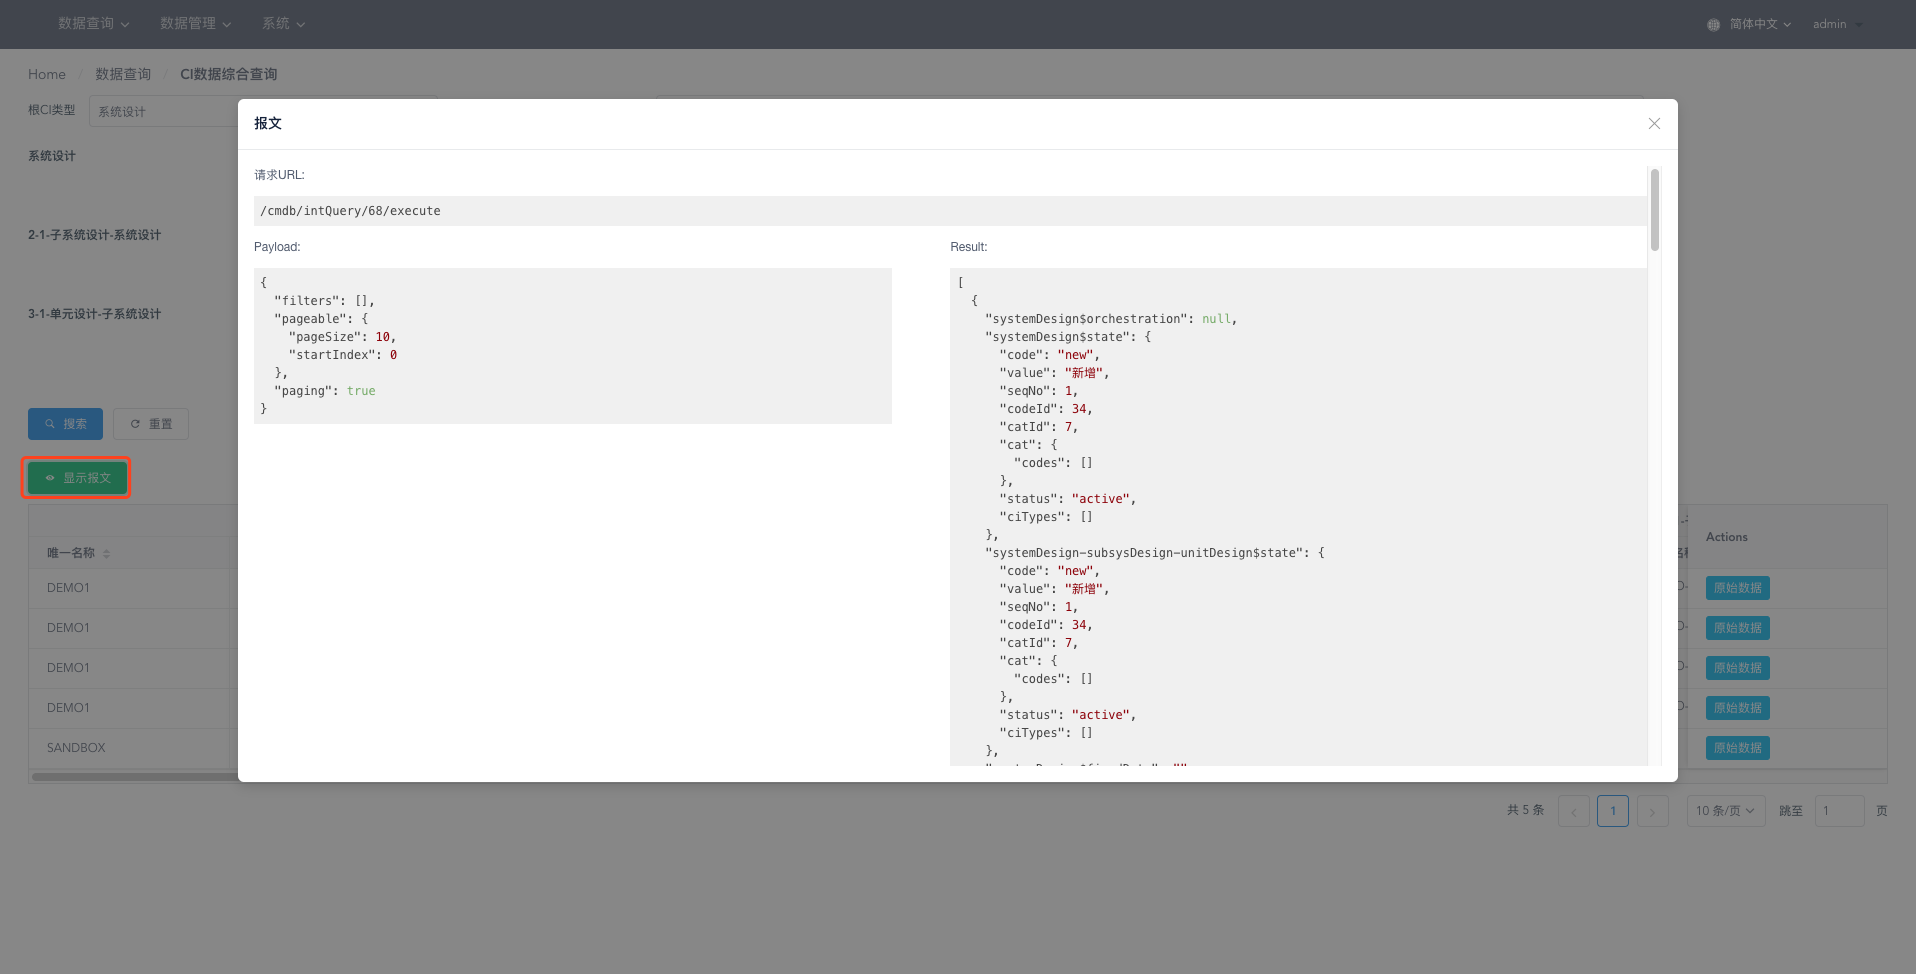 数据查询 数据管理 系统 简体中文 admin
Home / 数据查询 / CI数据综合查询
根CI类型 系统设计
系统设计
2-1-子系统设计-系统设计
3-1-单元设计-子系统设计
搜索 重置
显示报文
唯一名称
DEMO1
DEMO1
DEMO1
DEMO1
SANDBOX
报文
请求URL:
/cmdb/intQuery/68/execute
Payload:
{
  "filters": [],
  "pageable": {
    "pageSize": 10,
    "startIndex": 0
  },
  "paging": true
}
Result:
[
  {
    "systemDesign$orchestration": null,
    "systemDesign$state": {
      "code": "new",
      "value": "新增",
      "seqNo": 1,
      "codeId": 34,
      "catId": 7,
      "cat": {
        "codes": []
      },
      "status": "active",
      "ciTypes": []
    },
    "systemDesign-subsysDesign-unitDesign$state": {
      "code": "new",
      "value": "新增",
      "seqNo": 1,
      "codeId": 34,
      "catId": 7,
      "cat": {
        "codes": []
      },
      "status": "active",
      "ciTypes": []
    },
Actions
原始数据
原始数据
原始数据
原始数据
原始数据
共 5 条 1 10 条/页 跳至 1 页